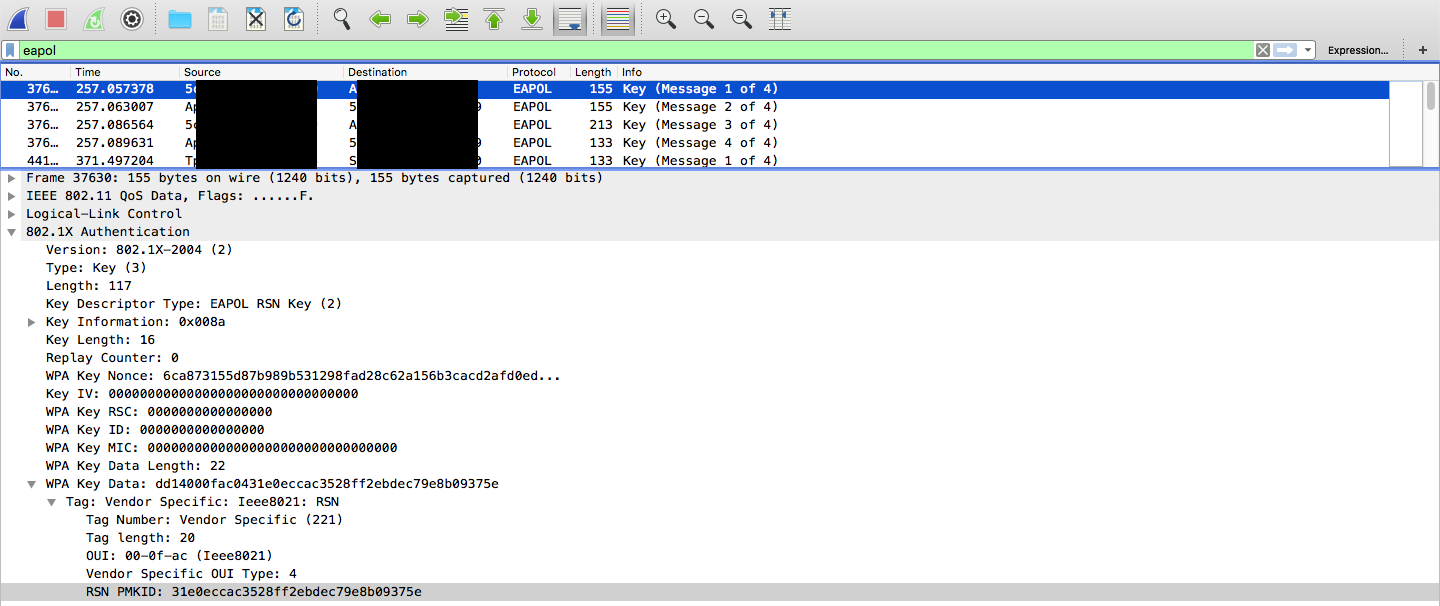 eapol Expression... +
No. Time Source Destination Protocol Length Info
376… 257.057378 5 A EAPOL 155 Key (Message 1 of 4)
376… 257.063007 Ap 5 9 EAPOL 155 Key (Message 2 of 4)
376… 257.086564 5 A EAPOL 213 Key (Message 3 of 4)
376… 257.089631 Ap 5 9 EAPOL 133 Key (Message 4 of 4)
441… 371.497204 Tp S 0 EAPOL 133 Key (Message 1 of 4)
Frame 37630: 155 bytes on wire (1240 bits), 155 bytes captured (1240 bits)
IEEE 802.11 QoS Data, Flags: ......F.
Logical-Link Control
802.1X Authentication
Version: 802.1X-2004 (2)
Type: Key (3)
Length: 117
Key Descriptor Type: EAPOL RSN Key (2)
Key Information: 0x008a
Key Length: 16
Replay Counter: 0
WPA Key Nonce: 6ca873155d87b989b531298fad28c62a156b3cacd2afd0ed...
Key IV: 00000000000000000000000000000000
WPA Key RSC: 0000000000000000
WPA Key ID: 0000000000000000
WPA Key MIC: 00000000000000000000000000000000
WPA Key Data Length: 22
WPA Key Data: dd14000fac0431e0eccac3528ff2ebdec79e8b09375e
Tag: Vendor Specific: Ieee8021: RSN
Tag Number: Vendor Specific (221)
Tag length: 20
OUI: 00-0f-ac (Ieee8021)
Vendor Specific OUI Type: 4
RSN PMKID: 31e0eccac3528ff2ebdec79e8b09375e